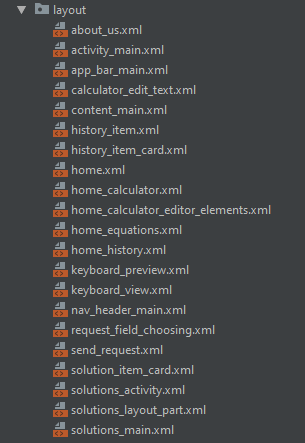 layout
about_us.xml
activity_main.xml
app_bar_main.xml
calculator_edit_text.xml
content_main.xml
history_item.xml
history_item_card.xml
home.xml
home_calculator.xml
home_calculator_editor_elements.xml
home_equations.xml
home_history.xml
keyboard_preview.xml
keyboard_view.xml
nav_header_main.xml
request_field_choosing.xml
send_request.xml
solution_item_card.xml
solutions_activity.xml
solutions_layout_part.xml
solutions_main.xml